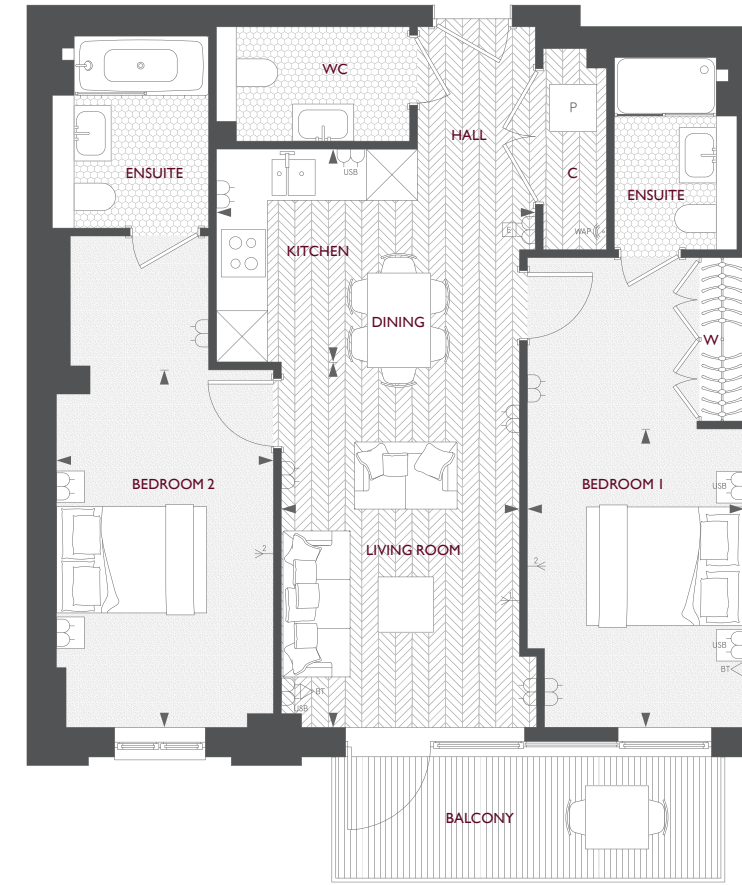 WC
HALL
P
ENSUITE
USB
C
ENSUITE
E
WAP
KITCHEN
DINING
W
BEDROOM 2
BEDROOM 1
USB
LIVING ROOM
2
2
1
USB
BT
BT
USB
BALCONY